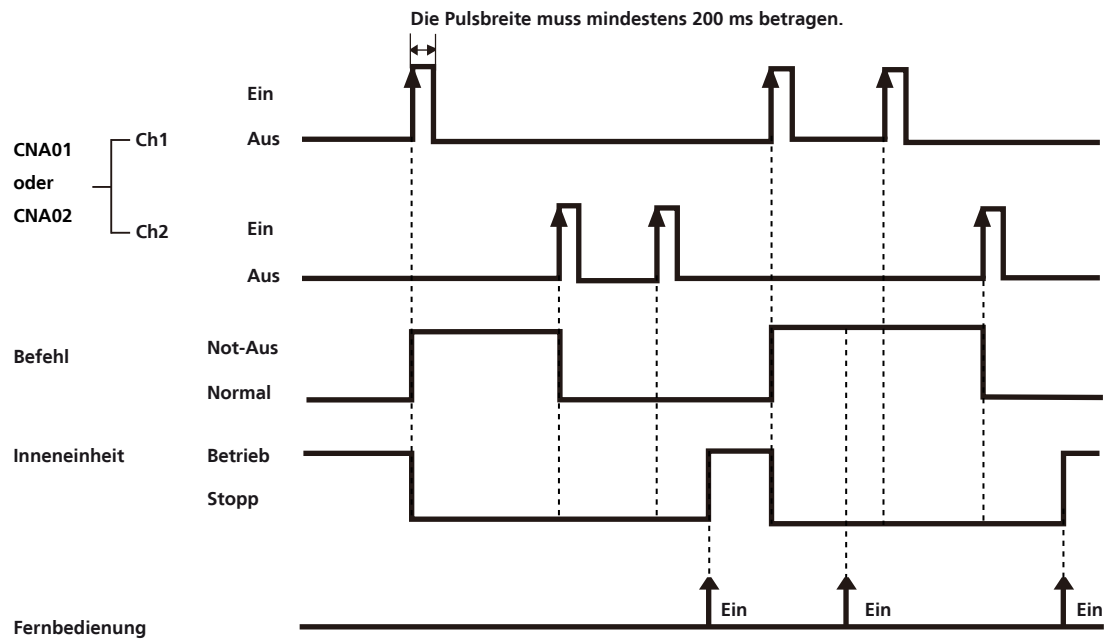 Die Pulsbreite muss mindestens 200 ms betragen.
Ein
CNA01
oder
CNA02
Ch1
Aus
Ch2
Ein
Aus
Befehl
Not-Aus
Normal
Inneneinheit
Betrieb
Stopp
Ein
Ein
Ein
Fernbedienung